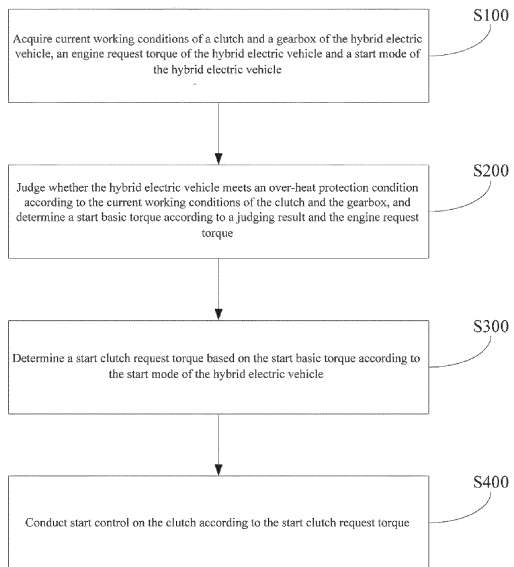 S100
Acquire current working conditions of a clutch and a gearbox of the hybrid electric
vehicle, an engine request torque of the hybrid electric vehicle and a start mode of
the hybrid electric vehicle
S200
Judge whether the hybrid electric vehicle meets an over-heat protection condition
according to the current working conditions of the clutch and the gearbox, and
determine a start basic torque according to a judging result and the engine request
torque
S300
Determine a start clutch request torque based on the start basic torque according to
the start mode of the hybrid electric vehicle
S400
Conduct start control on the clutch according to the start clutch request torque